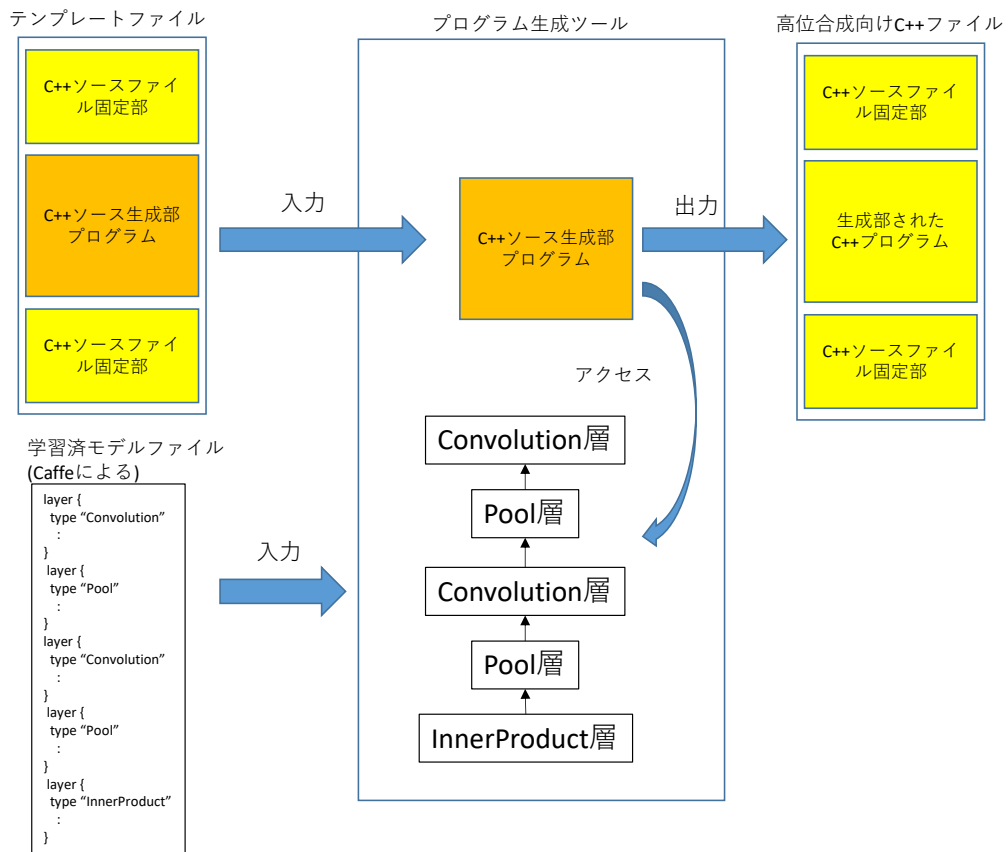 テンプレートファイル
C++ソースファイ
ル固定部
C++ソース生成部
プログラム
C++ソースファイ
ル固定部
入力
学習済モデルファイル
(Caffeによる)
layer {
type “Convolution”
:
}
layer {
type “Pool”
:
}
layer {
type “Convolution”
:
}
layer {
type “Pool”
:
}
layer {
type “InnerProduct”
:
}
入力
プログラム生成ツール
C++ソース生成部
プログラム
アクセス
Convolution層
Pool層
Convolution層
Pool層
InnerProduct層
出力
高位合成向けC++ファイル
C++ソースファイ
ル固定部
生成部された
C++プログラム
C++ソースファイ
ル固定部